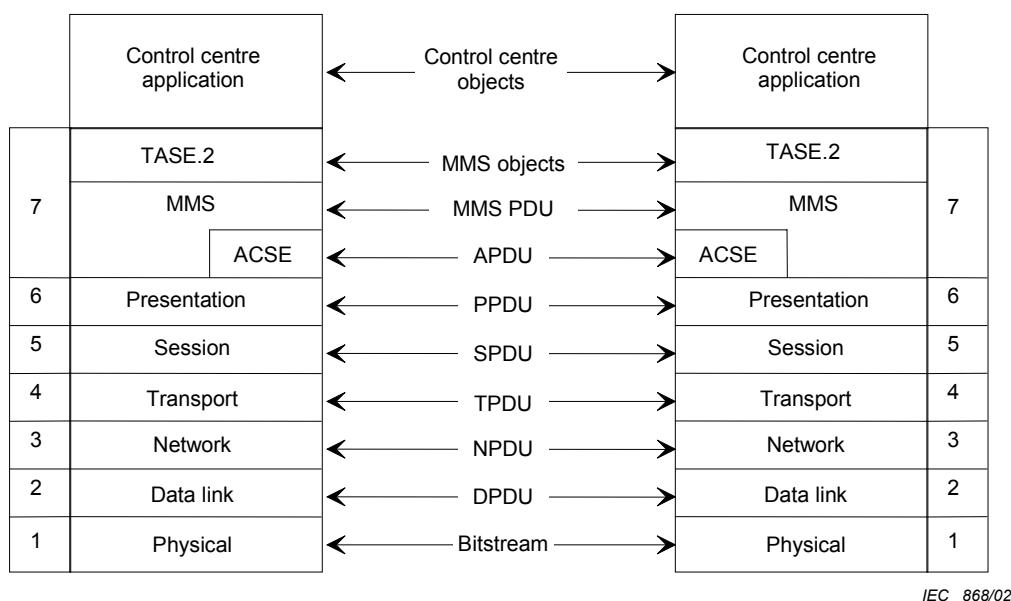 Control centre
application
Control centre
objects
Control centre
application
TASE.2
MMS objects
TASE.2
7
MMS
MMS PDU
MMS
7
ACSE
APDU
ACSE
6
Presentation
PPDU
Presentation
6
5
Session
SPDU
Session
5
4
Transport
TPDU
Transport
4
3
Network
NPDU
Network
3
2
Data link
DPDU
Data link
2
1
Physical
Bitstream
Physical
1
IEC 868/02